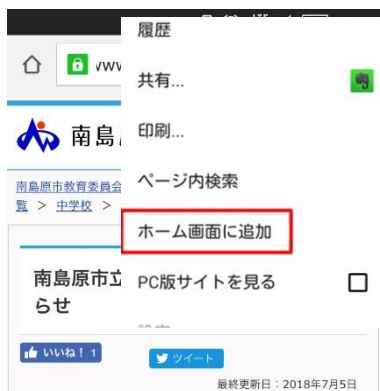 履歴
www
共有...
南島
印刷...
南島原市教育委員会
ページ内検索
覧 > 中学校 >
ホーム画面に追加
南島原市立
PC版サイトを見る
らせ
いいね！ 1
ツイート
最終更新日：2018年7月5日